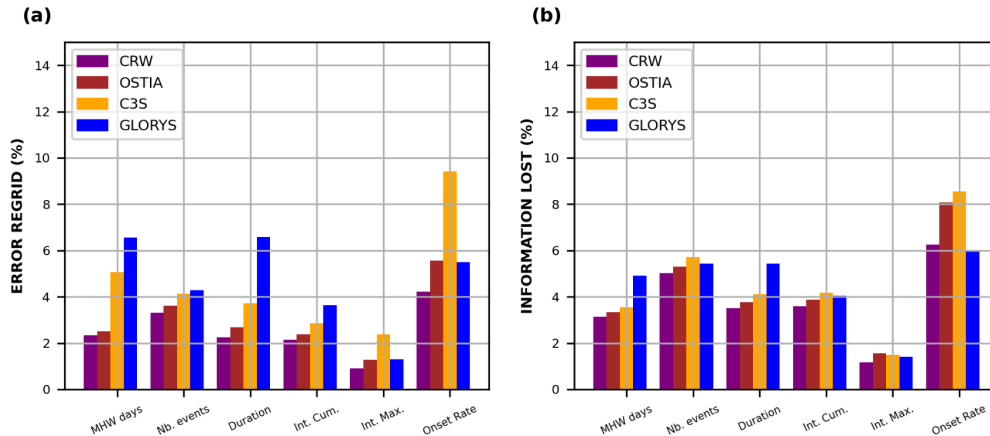 (a)
ERROR REGRID (%)
14
12
10
8
6
4
2
0
CRW
OSTIA
C3S
GLORYS
MHW days
Nb. events
Duration
Int. Cum.
Int. Max.
Onset Rate
(b)
INFORMATION LOST (%)
14
12
10
8
6
4
2
0
CRW
OSTIA
C3S
GLORYS
MHW days
Nb. events
Duration
Int. Cum.
Int. Max.
Onset Rate